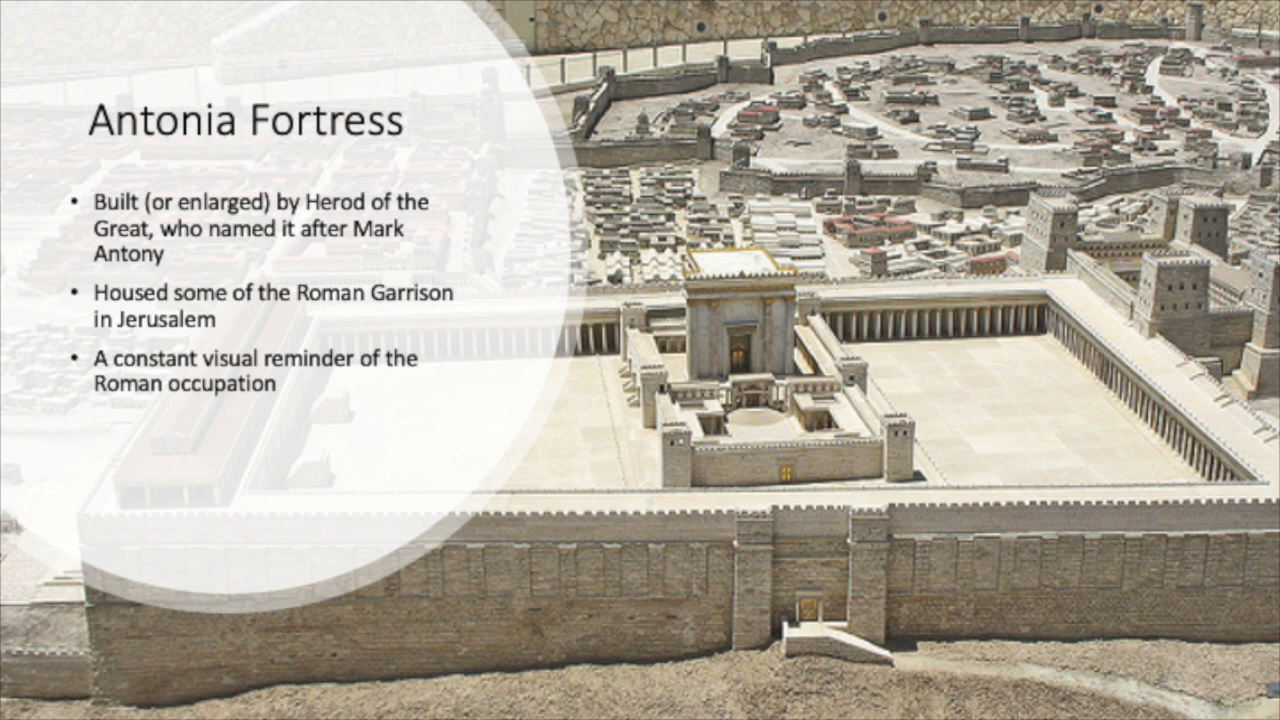 Antonia Fortress
• Built (or enlarged) by Herod of the
Great, who named it after Mark
Antony
• Housed some of the Roman Garrison
in Jerusalem
• A constant visual reminder of the
Roman occupation